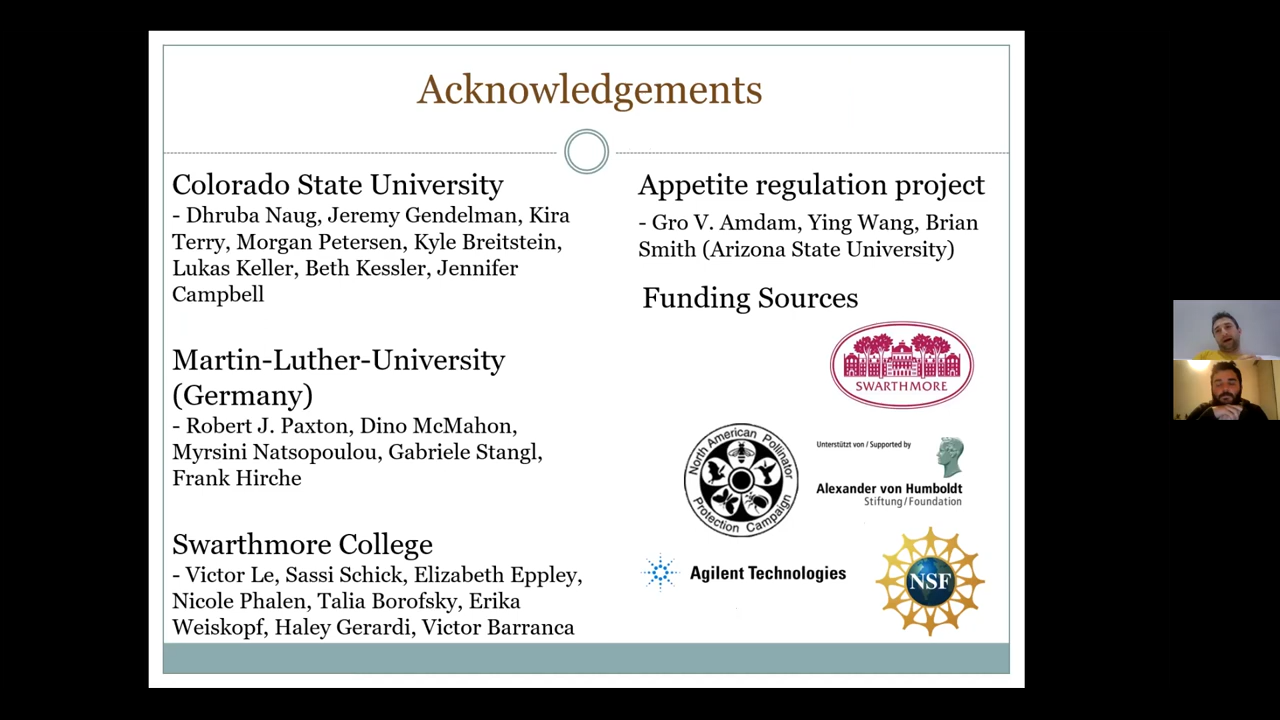 Acknowledgements
Colorado State University
- Dhruba Naug, Jeremy Gendelman, Kira
Terry, Morgan Petersen, Kyle Breitstein,
Lukas Keller, Beth Kessler, Jennifer
Campbell
Martin-Luther-University
(Germany)
- Robert J. Paxton, Dino McMahon,
Myrsini Natsopoulou, Gabriele Stangl,
Frank Hirche
Swarthmore College
- Victor Le, Sassi Schick, Elizabeth Eppley,
Nicole Phalen, Talia Borofsky, Erika
Weiskopf, Haley Gerardi, Victor Barranca
Appetite regulation project
- Gro V. Amdam, Ying Wang, Brian
Smith (Arizona State University)
Funding Sources
SWARTHMORE
North American Pollinator
Protection Campaign
Unterstützt von / Supported by
Alexander von Humboldt
Stiftung/Foundation
Agilent Technologies
NSF